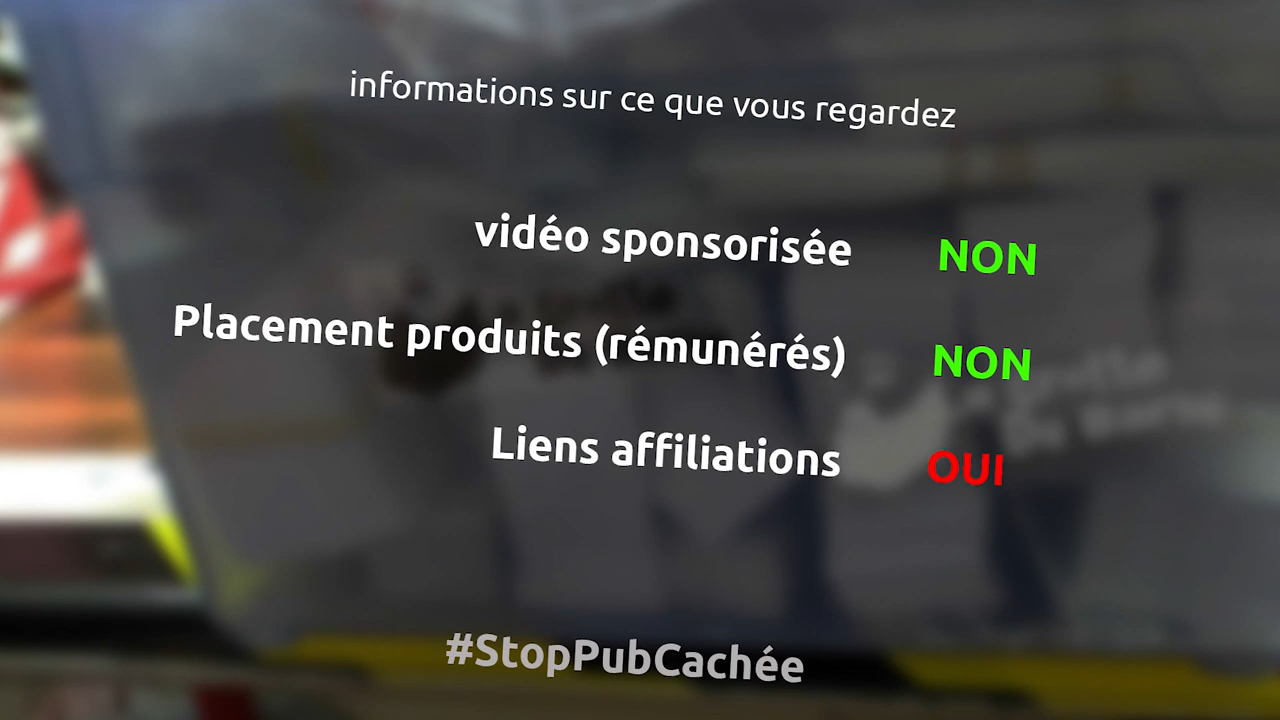 informations sur ce que vous regardez
vidéo sponsorisée NON
Placement produits (rémunérés) NON
Liens affiliations OUI
#StopPubCachée